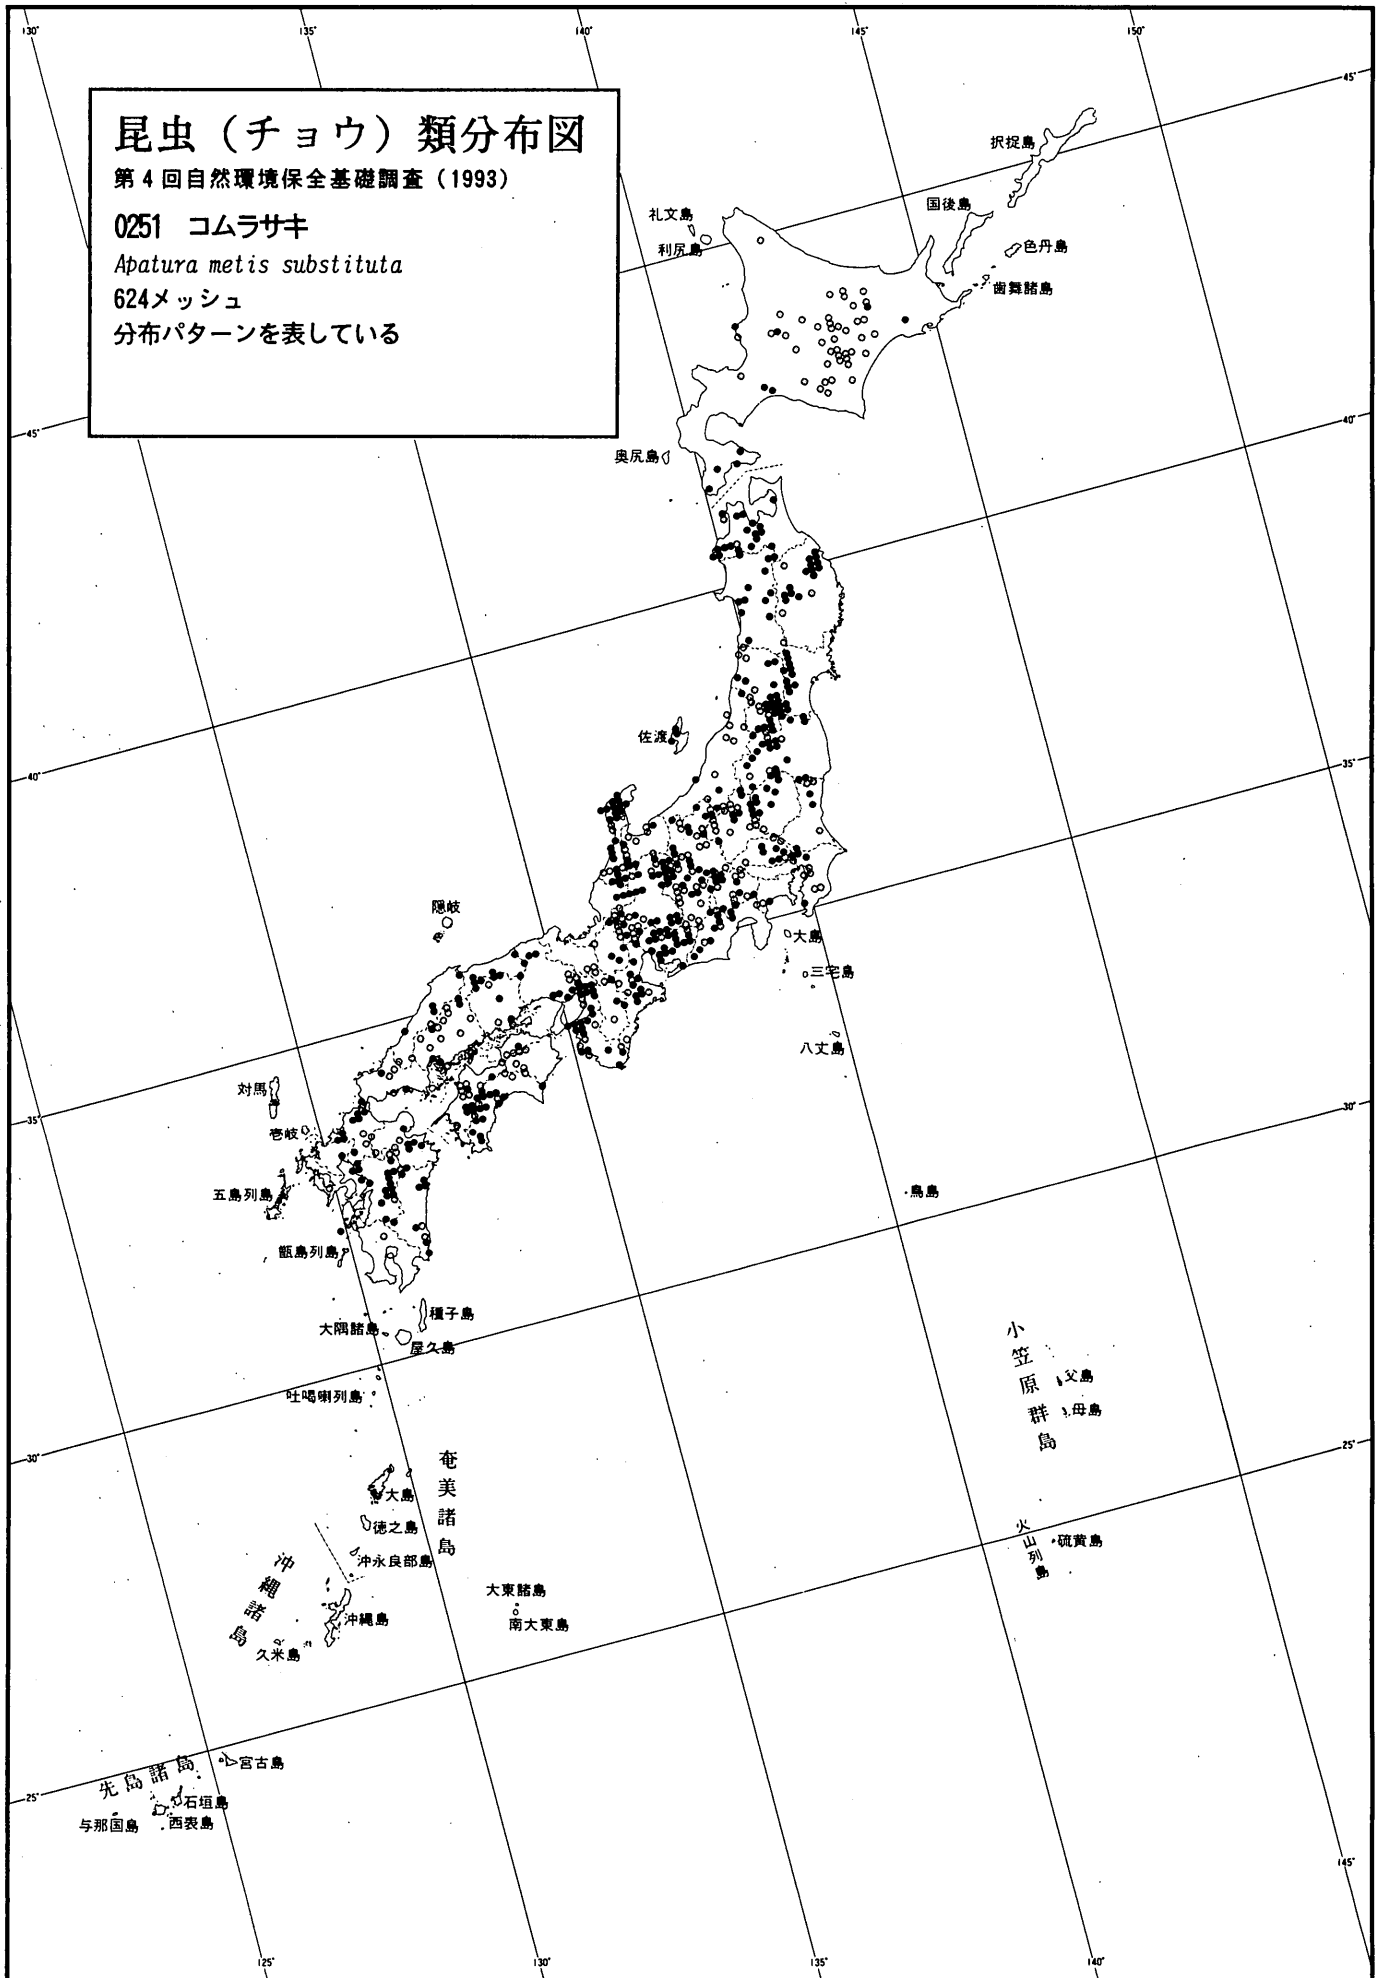 130°
135°
140°
145°
150°
45°
昆虫（チョウ）類分布図
第4回自然環境保全基礎調査（1993）
0251 コムラサキ
Apatura metis substituta
624メッシュ
分布パターンを表している
択捉島
国後島
色丹島
歯舞諸島
礼文島
利尻島
45°
40°
奥尻島
佐渡
40°
35°
隠岐
大島
三宅島
八丈島
対馬
壱岐
35°
30°
五島列島
鳥島
甑島列島
種子島
大隅諸島
屋久島
吐喝喇列島
小笠原群島
父島
母島
30°
25°
奄美諸島
大島
徳之島
沖永良部島
沖縄諸島
沖縄島
久米島
大東諸島
南大東島
火山列島
硫黄島
先島諸島
宮古島
石垣島
西表島
与那国島
25°
145°
125°
130°
135°
140°